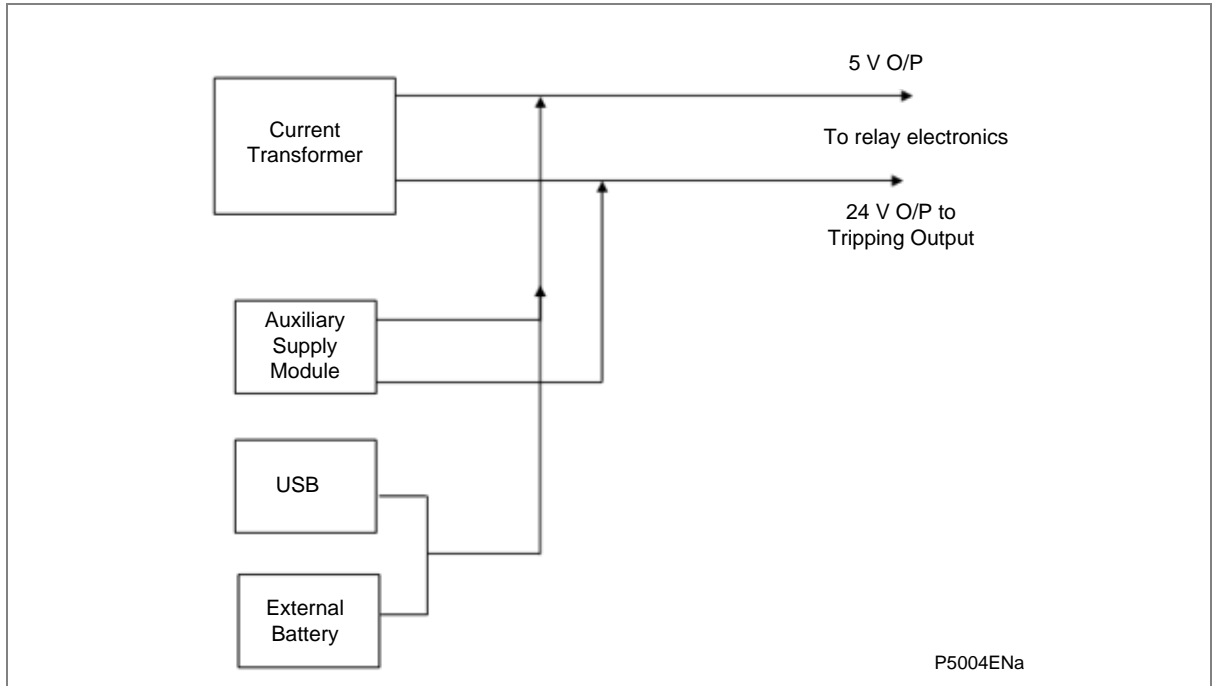 5 V O/P
Current
Transformer
To relay electronics
24 V O/P to
Tripping Output
Auxiliary
Supply
Module
USB
External
Battery
P5004ENa